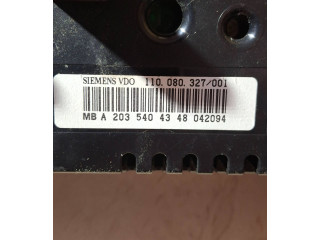 SIEMENS VDO 110.080.327/001
MB A 203 540 43 48 042094